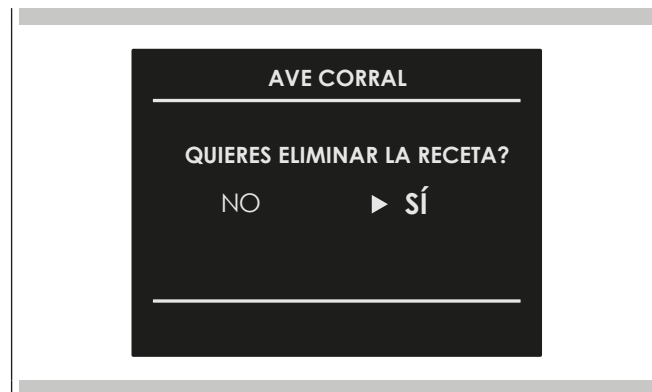 AVE CORRAL
QUIERES ELIMINAR LA RECETA?
NO ► SÍ